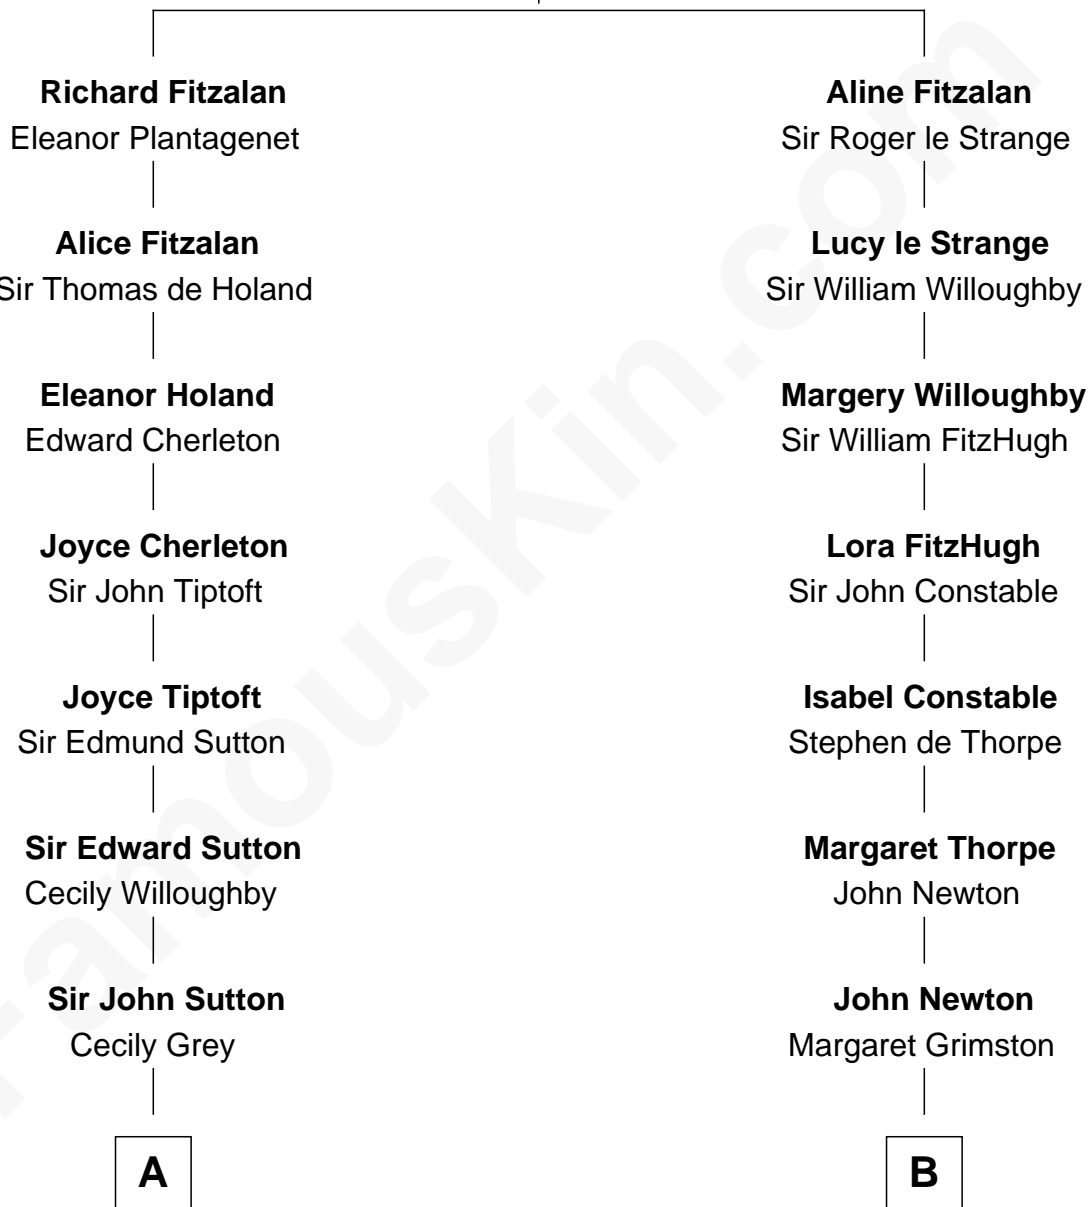 Richard Fitzalan
Eleanor Plantagenet
Alice Fitzalan
Sir Thomas de Holand
Eleanor Holand
Edward Cherleton
Joyce Cherleton
Sir John Tiptoft
Joyce Tiptoft
Sir Edmund Sutton
Sir Edward Sutton
Cecily Willoughby
Sir John Sutton
Cecily Grey
A
Aline Fitzalan
Sir Roger le Strange
Lucy le Strange
Sir William Willoughby
Margery Willoughby
Sir William FitzHugh
Lora FitzHugh
Sir John Constable
Isabel Constable
Stephen de Thorpe
Margaret Thorpe
John Newton
John Newton
Margaret Grimston
B
FamousKin.com